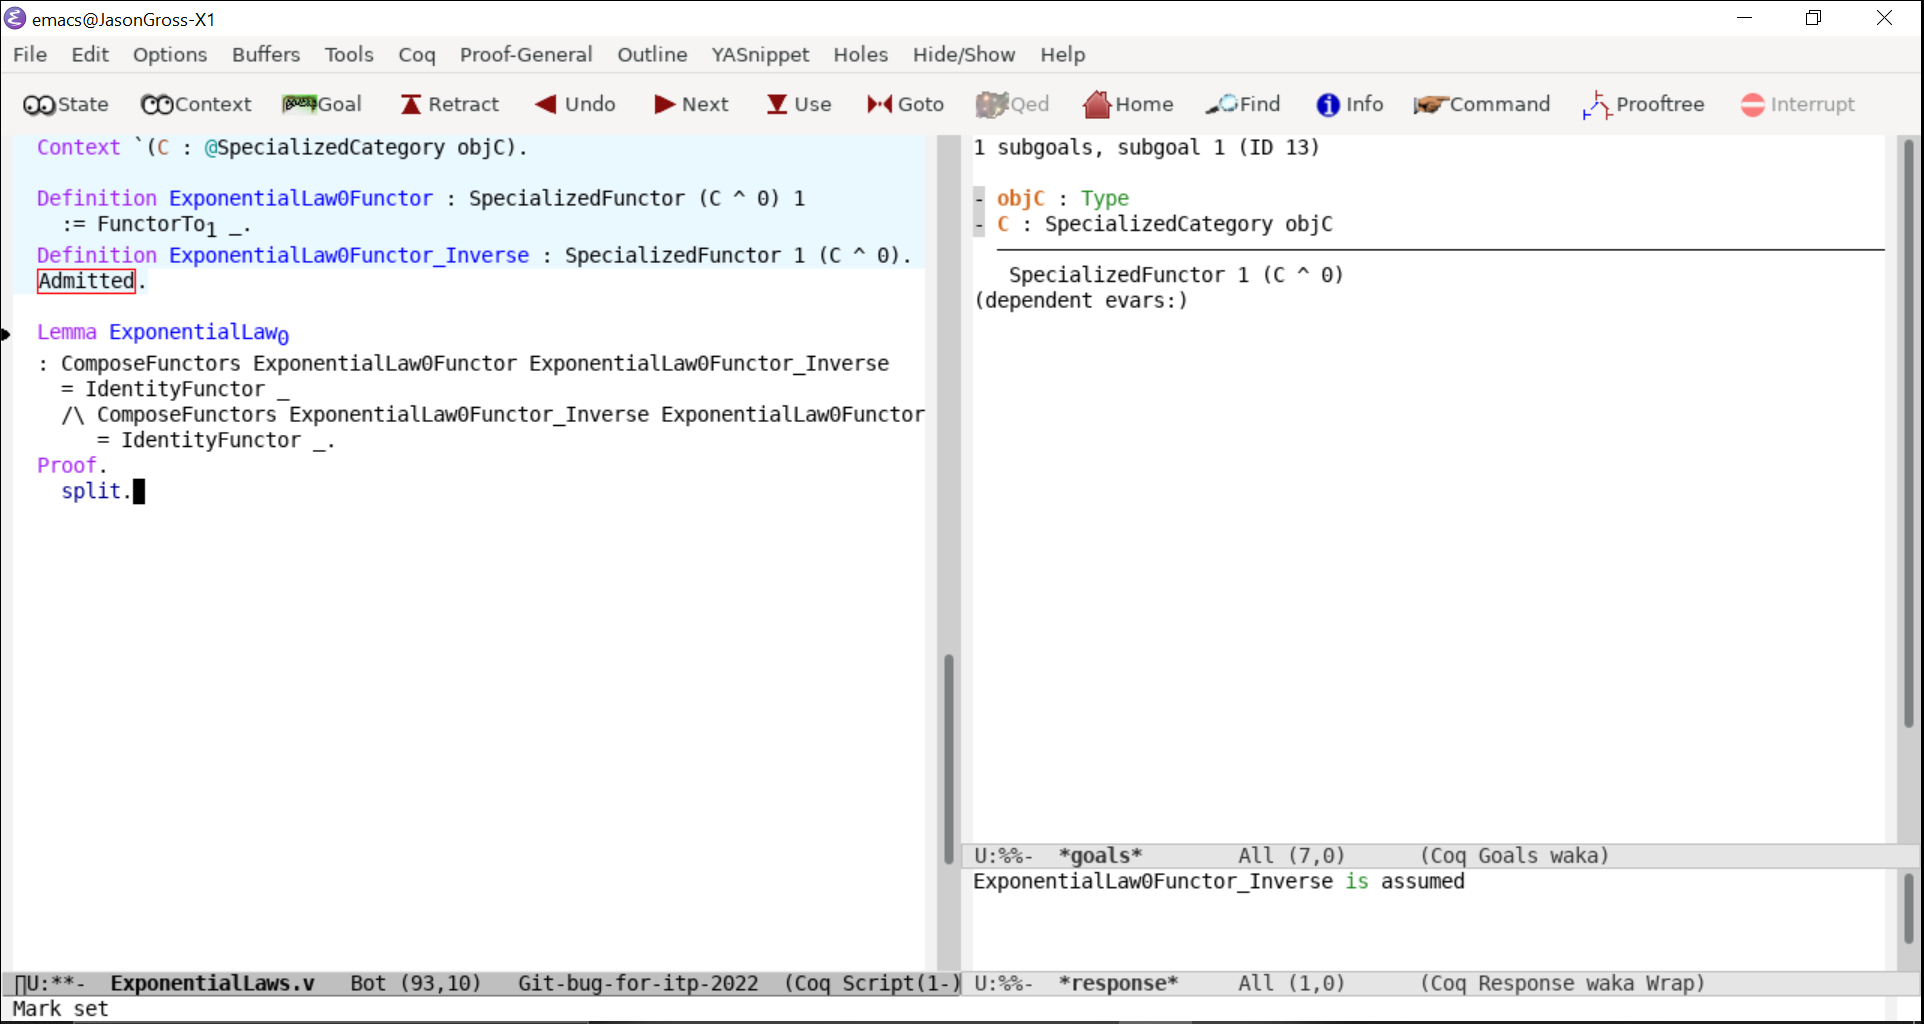 emacs@JasonGross-X1
File Edit Options Buffers Tools Coq Proof-General Outline YASnippet Holes Hide/Show Help
State Context Goal Retract Undo Next Use Goto Qed Home Find Info Command Prooftree Interrupt
Context `(C : @SpecializedCategory objC).
Definition ExponentialLaw0Functor : SpecializedFunctor (C ^ 0) 1
:= FunctorTo1 _.
Definition ExponentialLaw0Functor_Inverse : SpecializedFunctor 1 (C ^ 0).
Admitted.
Lemma ExponentialLaw0
: ComposeFunctors ExponentialLaw0Functor ExponentialLaw0Functor_Inverse
= IdentityFunctor _
/\ ComposeFunctors ExponentialLaw0Functor_Inverse ExponentialLaw0Functor
= IdentityFunctor _.
Proof.
split.
U:**- ExponentialLaws.v Bot (93,10) Git-bug-for-itp-2022 (Coq Script(1-)
Mark set
1 subgoals, subgoal 1 (ID 13)
- objC : Type
- C : SpecializedCategory objC
SpecializedFunctor 1 (C ^ 0)
(dependent evars:)
U:%%- *goals* All (7,0) (Coq Goals waka)
ExponentialLaw0Functor_Inverse is assumed
U:%%- *response* All (1,0) (Coq Response waka Wrap)